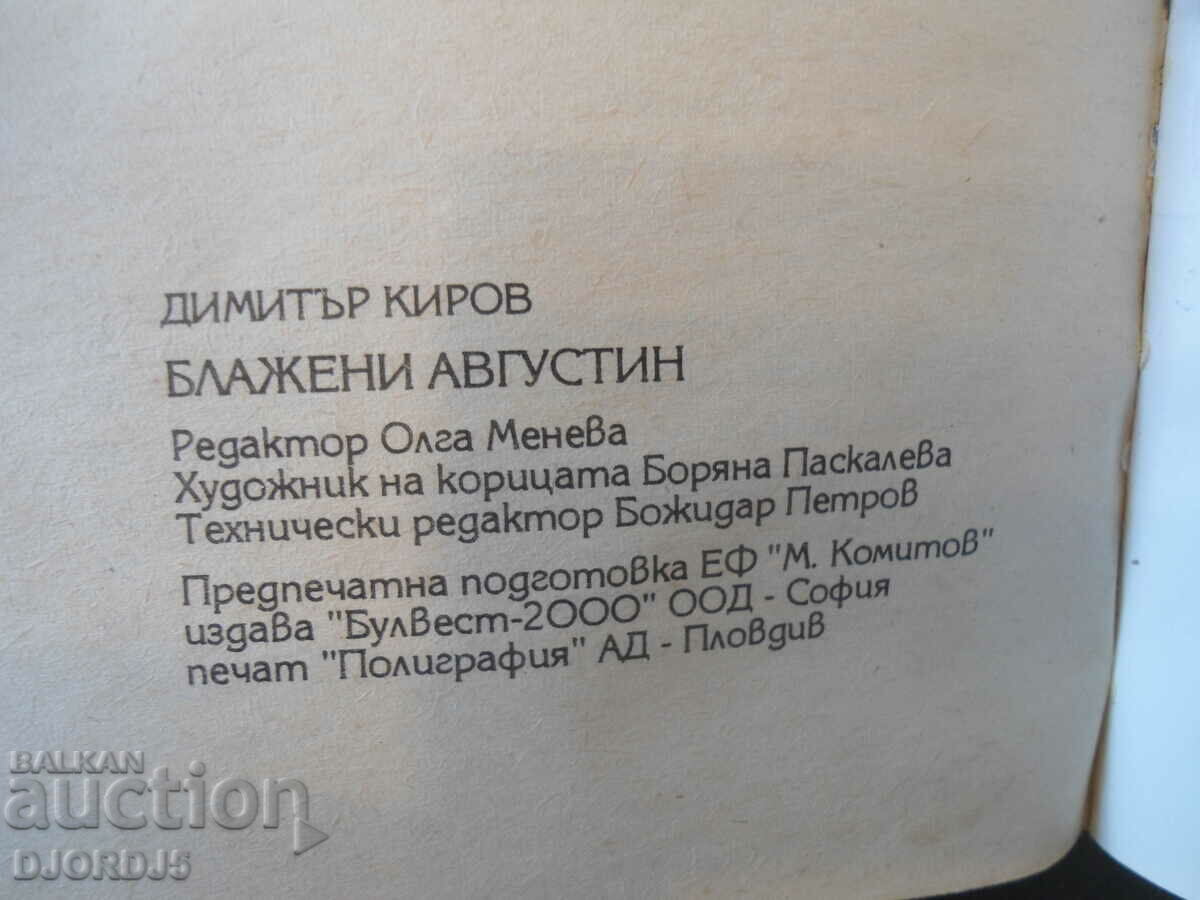 ДИМИТЪР КИРОВ
БЛАЖЕНИ АВГУСТИН
Редактор Олга Менева
Художник на корицата Боряна Паскалева
Технически редактор Божидар Петров
Предпечатна подготовка ЕФ "М. Комитов"
издава "Булвест-2000" ООД - София
печат "Полиграфия" АД - Пловдив
BALKAN
auction
DJORDJ5